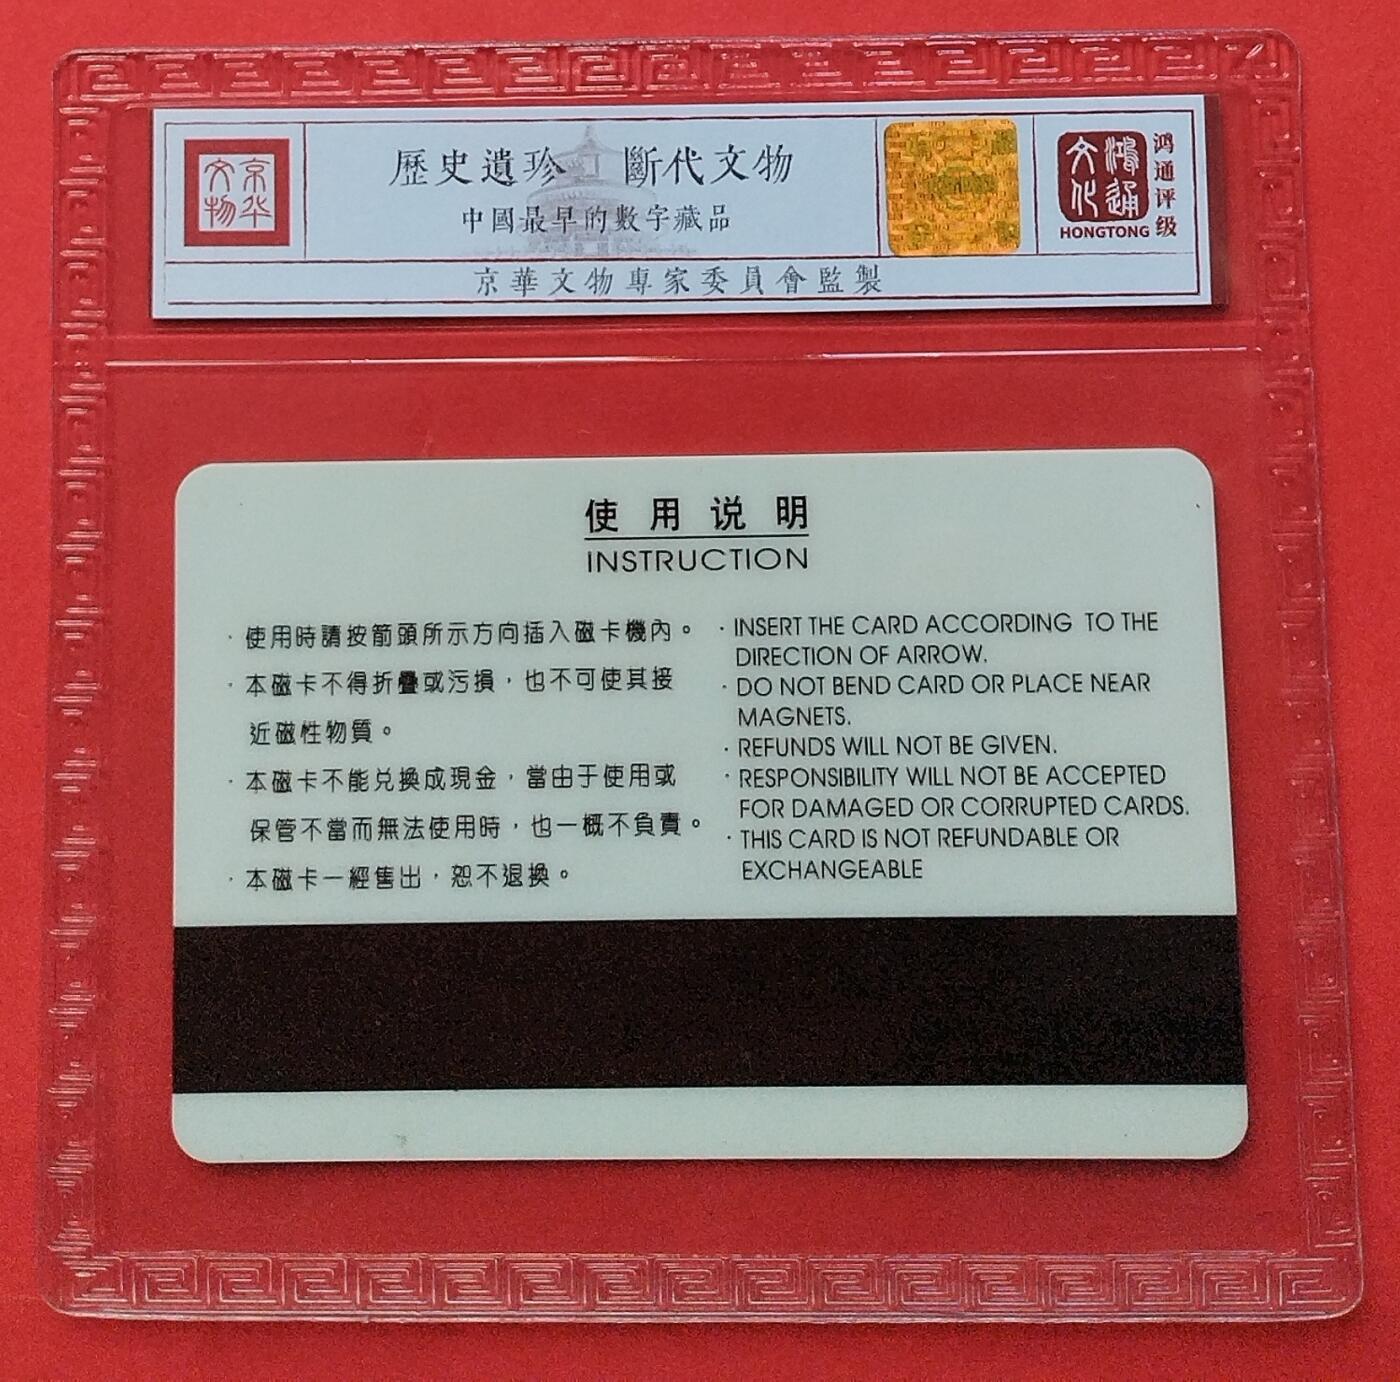 京华
文物
歷史遺珍 斷代文物
中國最早的數字藏品
京華文物專家委員會監製
鴻通
文化
HONGTONG
鸿通评级
使用说明
INSTRUCTION
·使用時請按箭頭所示方向插入磁卡機內。
·本磁卡不得折疊或污損，也不可使其接
近磁性物質。
·本磁卡不能兑換成現金，當由于使用或
保管不當而無法使用時，也一概不負責。
·本磁卡一經售出，恕不退換。
·INSERT THE CARD ACCORDING TO THE
DIRECTION OF ARROW.
·DO NOT BEND CARD OR PLACE NEAR
MAGNETS.
·REFUNDS WILL NOT BE GIVEN.
·RESPONSIBILITY WILL NOT BE ACCEPTED
FOR DAMAGED OR CORRUPTED CARDS.
·THIS CARD IS NOT REFUNDABLE OR
EXCHANGEABLE